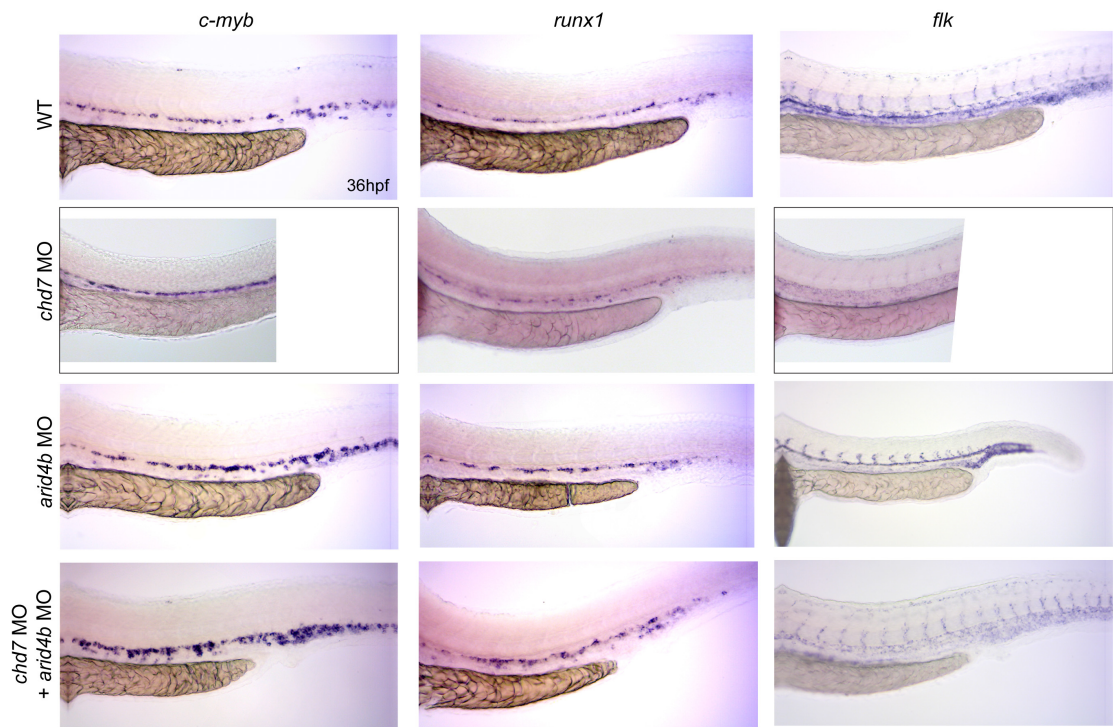 c-myb runx1 flk
WT
36hpf
chd7 MO
arid4b MO
chd7 MO
+ arid4b MO